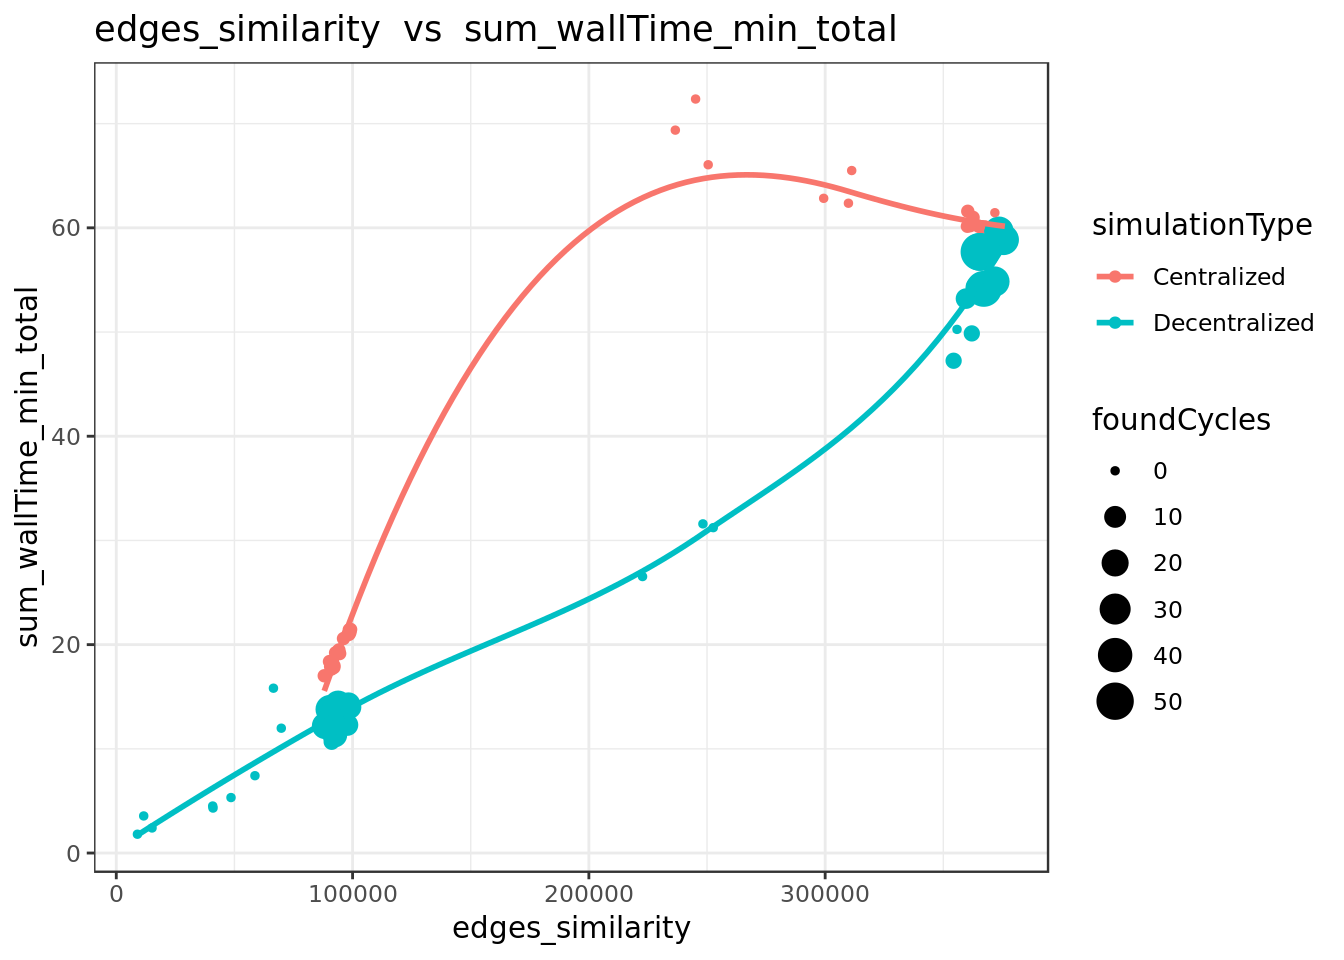 edges_similarity  vs  sum_wallTime_min_total
sum_wallTime_min_total
60
40
20
0
0
100000
200000
300000
edges_similarity
simulationType
Centralized
Decentralized
foundCycles
0
10
20
30
40
50